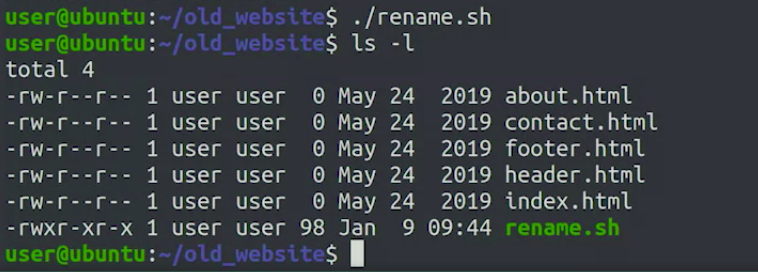 user@ubuntu:~/old_website$ ./rename.sh
user@ubuntu:~/old_website$ ls -l
total 4
-rw-r--r-- 1 user user  0 May 24  2019 about.html
-rw-r--r-- 1 user user  0 May 24  2019 contact.html
-rw-r--r-- 1 user user  0 May 24  2019 footer.html
-rw-r--r-- 1 user user  0 May 24  2019 header.html
-rw-r--r-- 1 user user  0 May 24  2019 index.html
-rwxr-xr-x 1 user user 98 Jan  9 09:44 rename.sh
user@ubuntu:~/old_website$